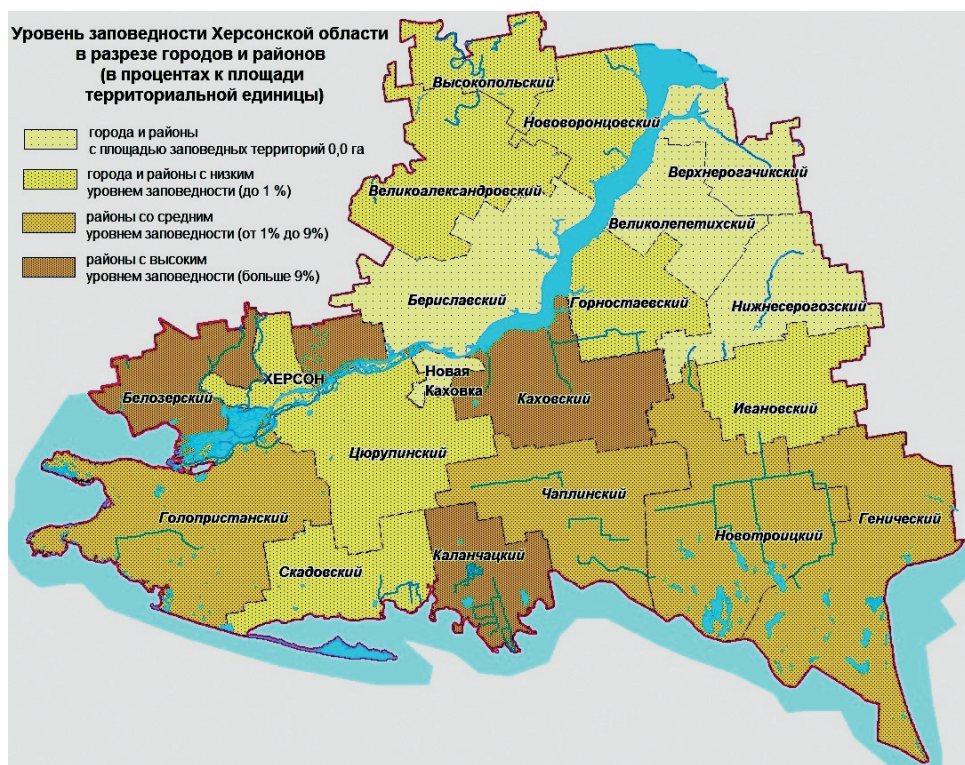 Уровень заповедности Херсонской области
в разрезе городов и районов
(в процентах к площади
территориальной единицы)
города и районы
с площадью заповедных территорий 0,0 га
города и районы с низким
уровнем заповедности (до 1 %)
районы со средним
уровнем заповедности (от 1% до 9%)
районы с высоким
уровнем заповедности (больше 9%)
Высокопольский
Нововоронцовский
Верхнерогачикский
Великоалександровский
Великолепетихский
Бериславский
Горностаевский
Нижнесерогозский
ХЕРСОН
Новая
Каховка
Белозерский
Каховский
Ивановский
Цюрупинский
Чаплинский
Голопристанский
Генический
Новотроицкий
Каланчацкий
Скадовский